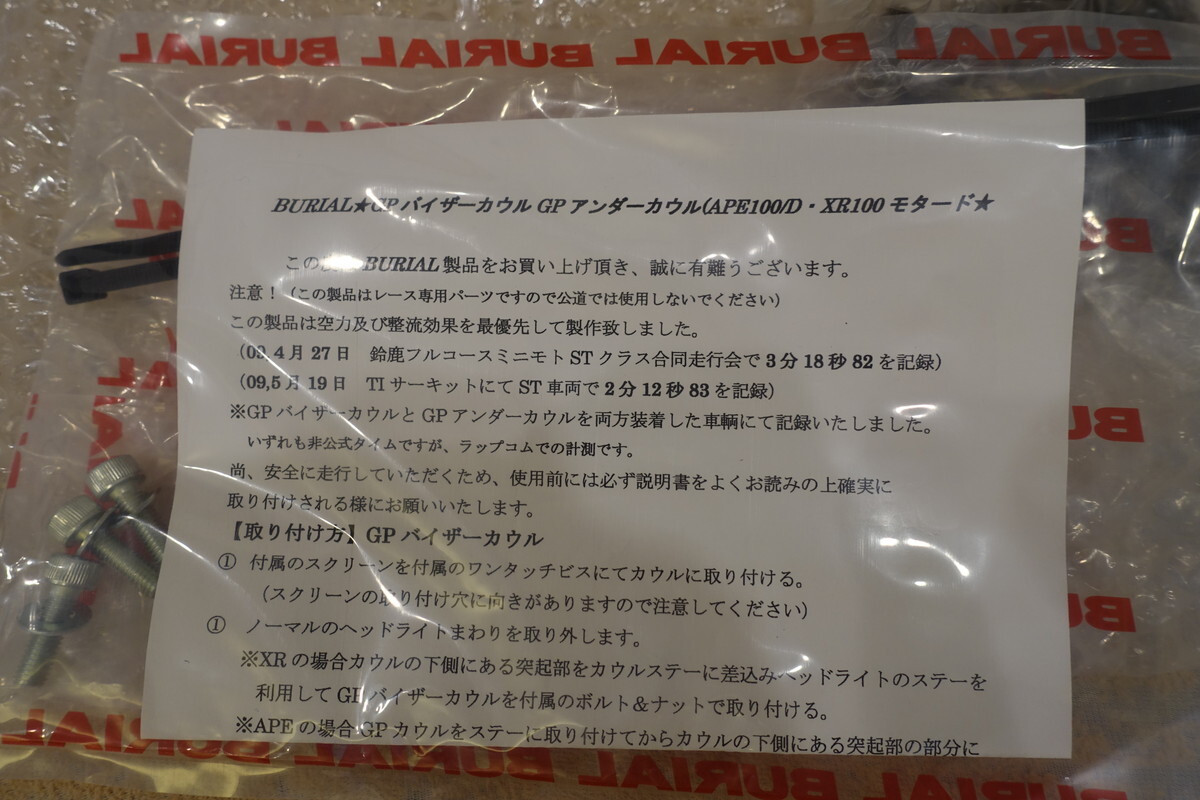 BURIAL BURIAL BURIAL BURIAL BURIAL BURIAL
BURIAL★GPバイザーカウル GPアンダーカウル(APE100/D・XR100モタード★
この BURIAL製品をお買い上げ頂き、誠に有難うございます。
注意！（この製品はレース専用パーツですので公道では使用しないでください）
この製品は空力及び整流効果を最優先して製作致しました。
4月27日　鈴鹿フルコースミニモトSTクラス合同走行会で3分18秒82を記録）
（09,5月19日　TIサーキットにてST車両で2分12秒83を記録）
※GPバイザーカウルとGPアンダーカウルを両方装着した車輌にて記録いたしました。
いずれも非公式タイムですが、ラップコムでの計測です。
尚、安全に走行していただくため、使用前には必ず説明書をよくお読みの上確実に
取り付けされる様にお願いいたします。
【取り付け方】GPバイザーカウル
① 付属のスクリーンを付属のワンタッチビスにてカウルに取り付ける。
（スクリーンの取り付け穴に向きがありますので注意してください）
① ノーマルのヘッドライトまわりを取り外します。
※XRの場合カウルの下側にある突起部をカウルステーに差込みヘッドライトのステーを
利用してGPバイザーカウルを付属のボルト＆ナットで取り付ける。
※APEの場合GPカウルをステーに取り付けてからカウルの下側にある突起部の部分に
BURIAL BURIAL BURIAL BURIAL BURIAL